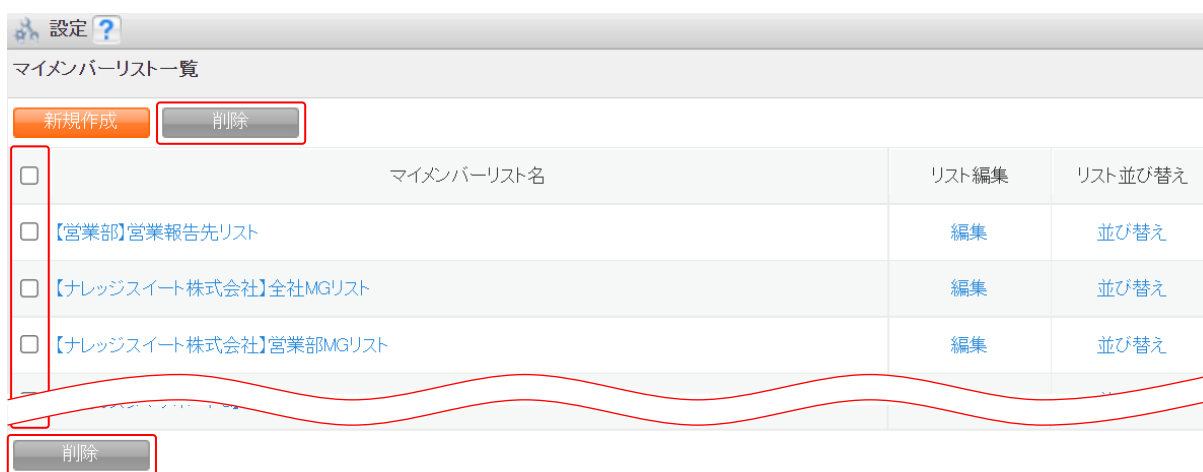 設定 ?
マイメンバーリスト一覧
新規作成 削除
マイメンバーリスト名 リスト編集 リスト並び替え
【営業部】営業報告先リスト 編集 並び替え
【ナレッジスイート株式会社】全社MGリスト 編集 並び替え
【ナレッジスイート株式会社】営業部MGリスト 編集 並び替え
削除